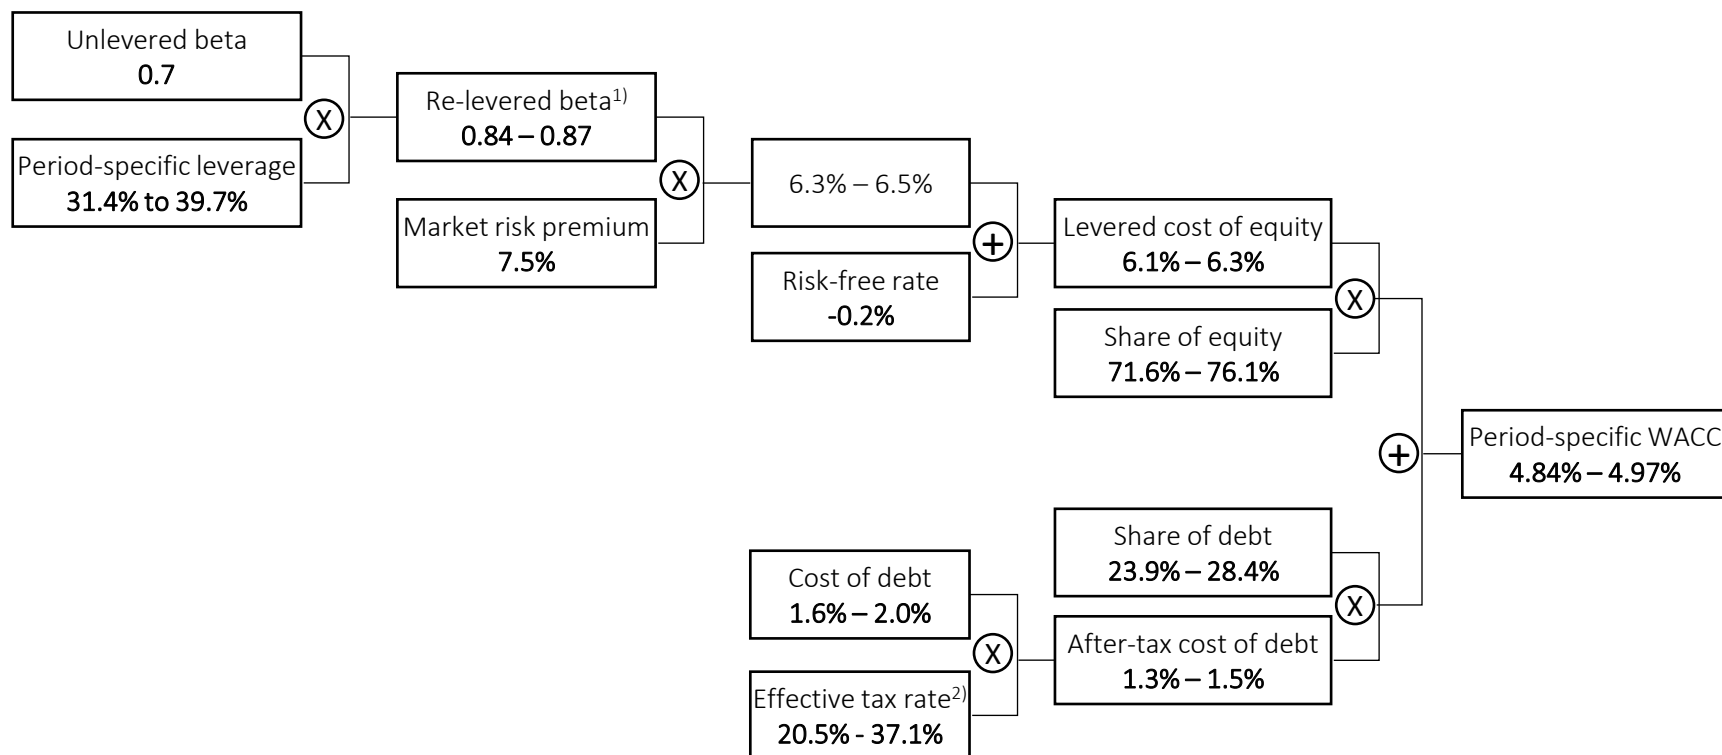 Unlevered beta
0.7
X
Period-specific leverage
31.4% to 39.7%
Re-levered beta1)
0.84 – 0.87
X
Market risk premium
7.5%
6.3% – 6.5%
+
Risk-free rate
-0.2%
Levered cost of equity
6.1% – 6.3%
X
Share of equity
71.6% – 76.1%
+
Period-specific WACC
4.84% – 4.97%
Cost of debt
1.6% – 2.0%
X
Effective tax rate2)
20.5% - 37.1%
Share of debt
23.9% – 28.4%
X
After-tax cost of debt
1.3% – 1.5%